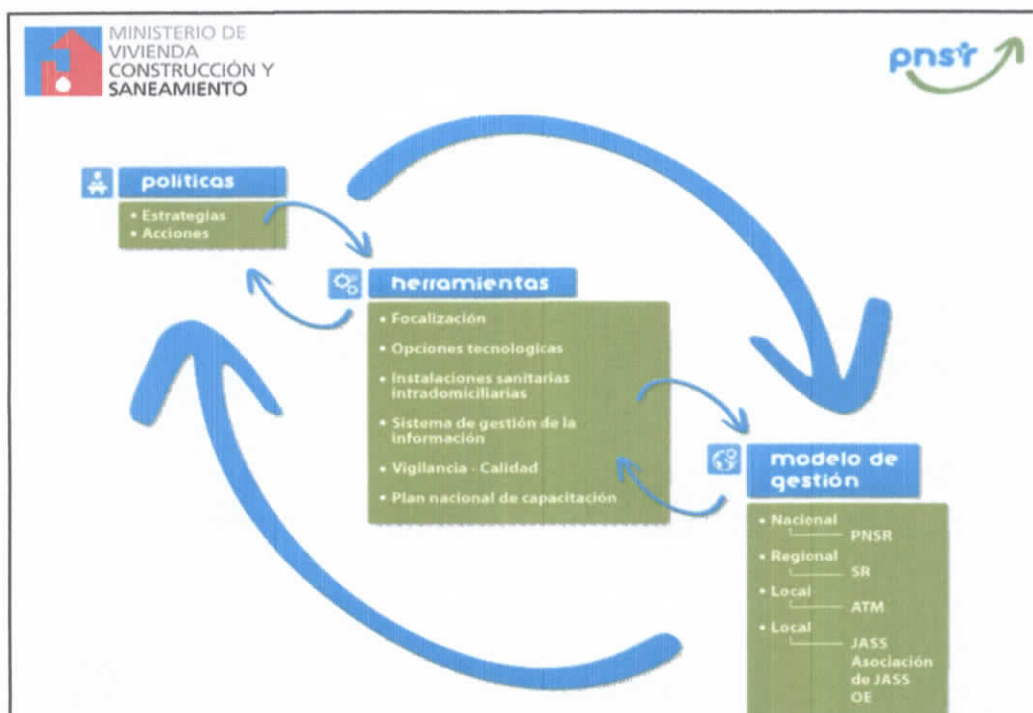 MINISTERIO DE
VIVIENDA
CONSTRUCCIÓN Y
SANEAMIENTO
pnsr
políticas
• Estrategias
• Acciones
herramientas
• Focalización
• Opciones tecnologicas
• Instalaciones sanitarias
intradomiciliarias
• Sistema de gestión de la
información
• Vigilancia - Calidad
• Plan nacional de capacitación
modelo de
gestión
• Nacional
PNSR
• Regional
SR
• Local
ATM
• Local
JASS
Asociación
de JASS
OE